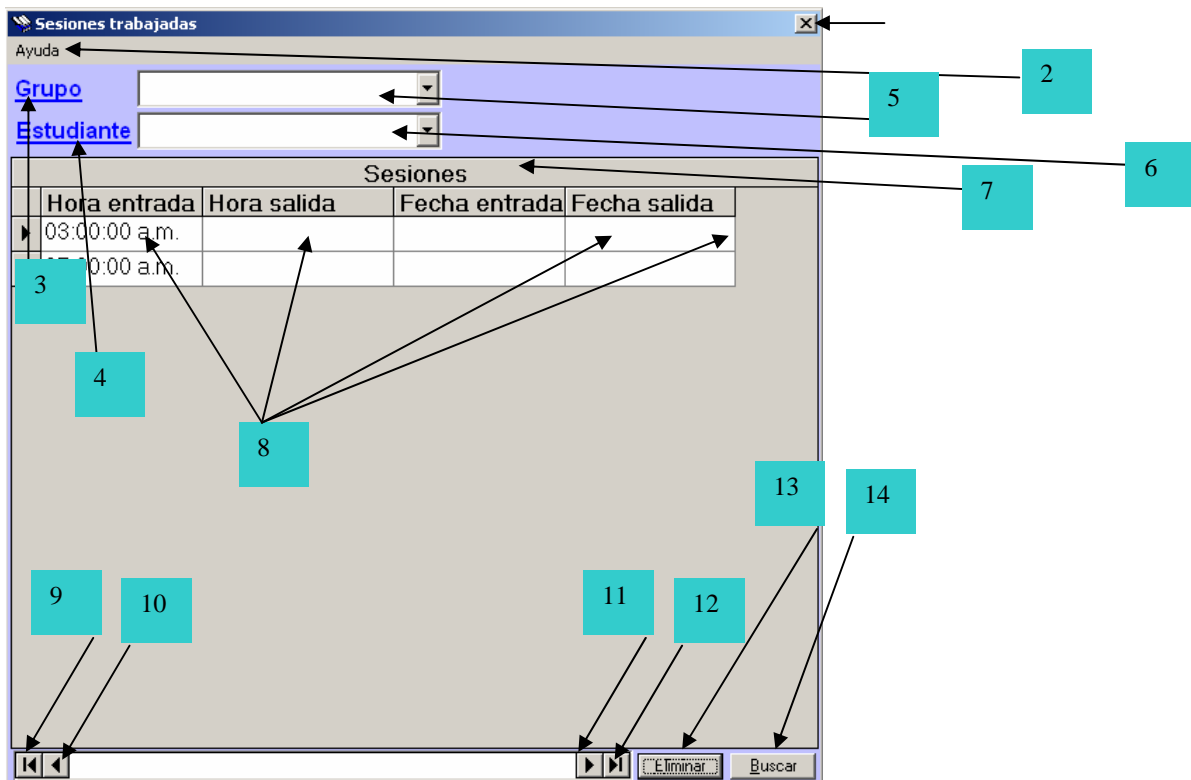 Sesiones trabajadas
Ayuda
2
Grupo
5
Estudiante
6
Sesiones
7
Hora entrada Hora salida Fecha entrada Fecha salida
03:00:00 a.m.
:00:00 a.m.
3
4
8
13
14
9
10
11
12
Eliminar Buscar